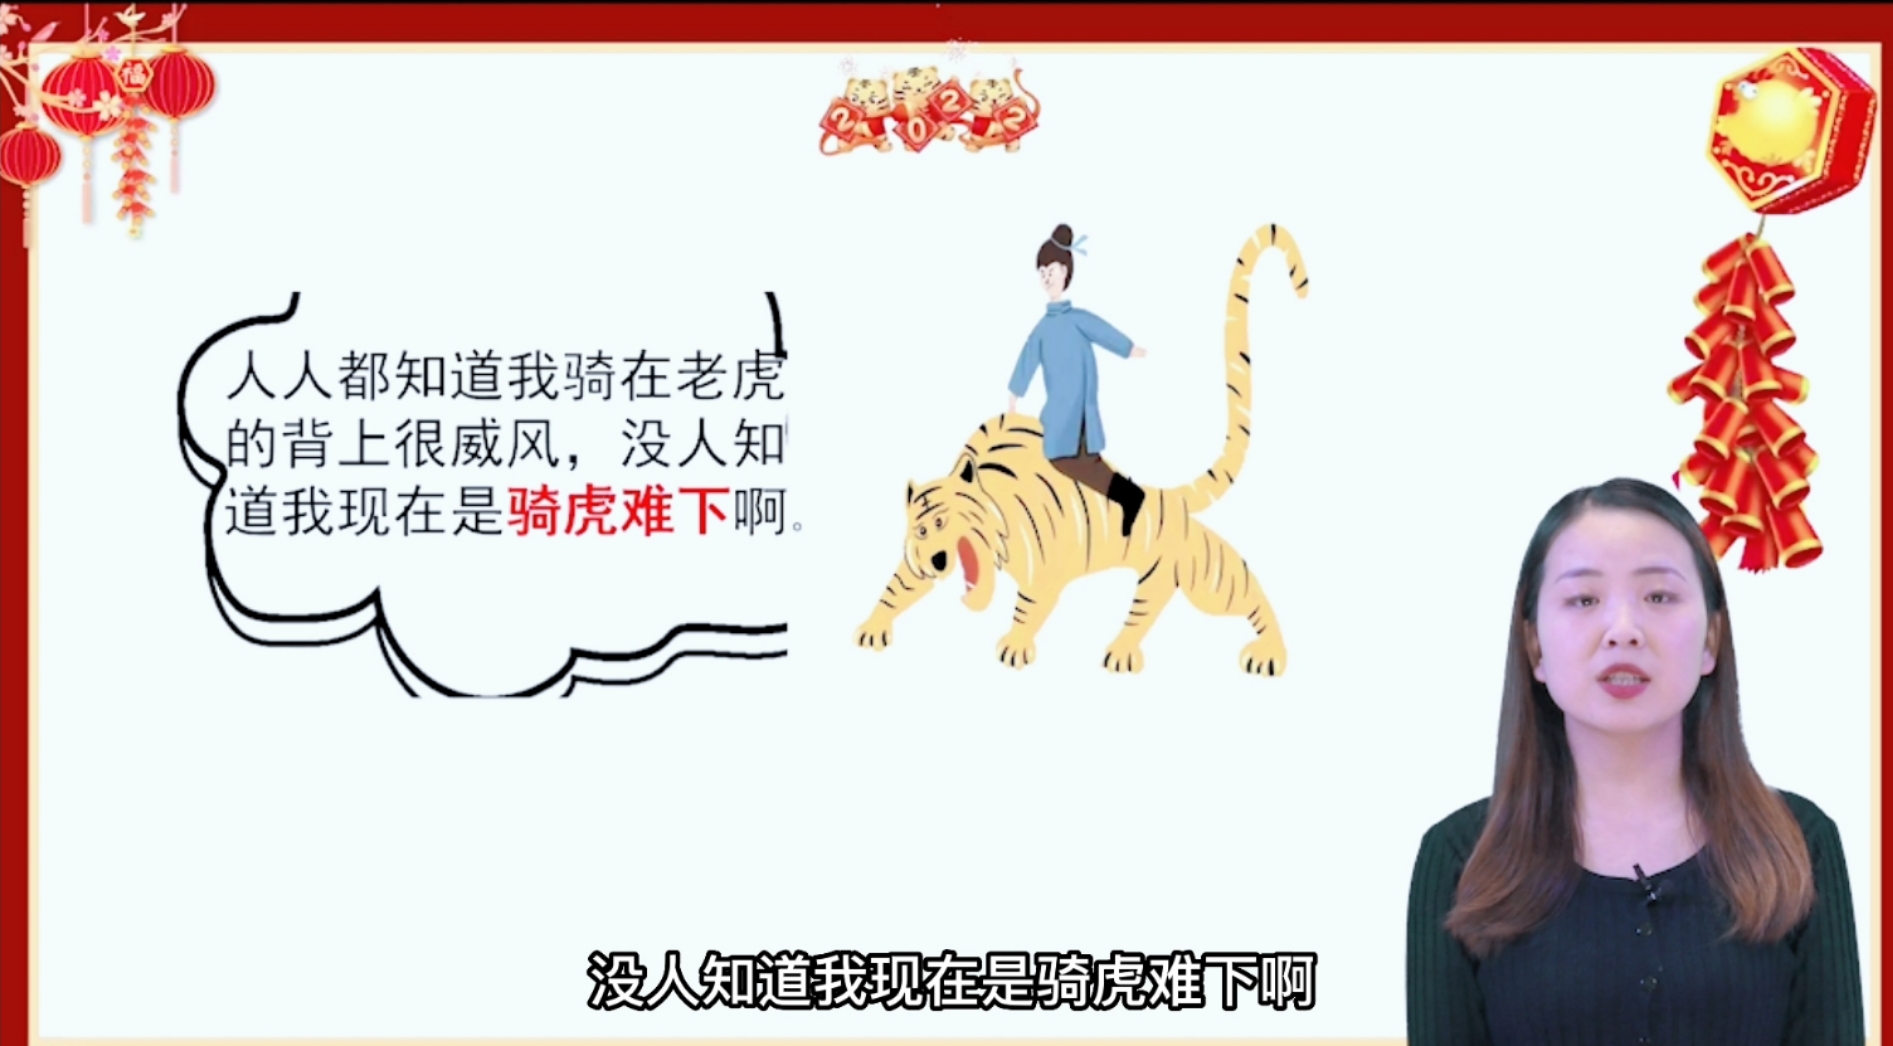 福
2022
人人都知道我骑在老虎
的背上很威风，没人知
道我现在是骑虎难下啊。
没人知道我现在是骑虎难下啊